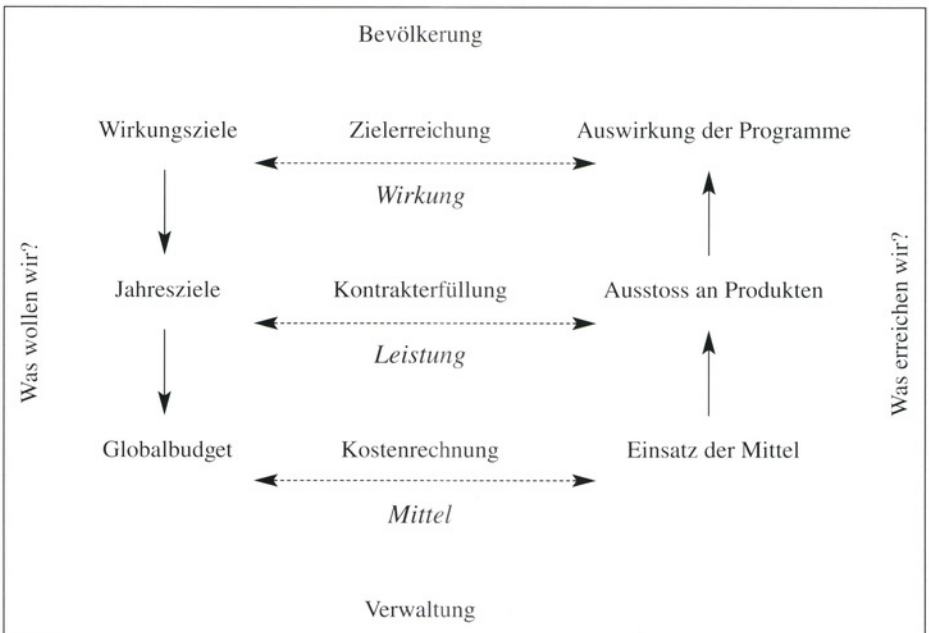 Bevölkerung
Wirkungsziele Zielerreichung Auswirkung der Programme
Wirkung
Was wollen wir?
Jahresziele Kontrakterfüllung Ausstoss an Produkten
Was erreichen wir?
Leistung
Globalbudget Kostenrechnung Einsatz der Mittel
Mittel
Verwaltung